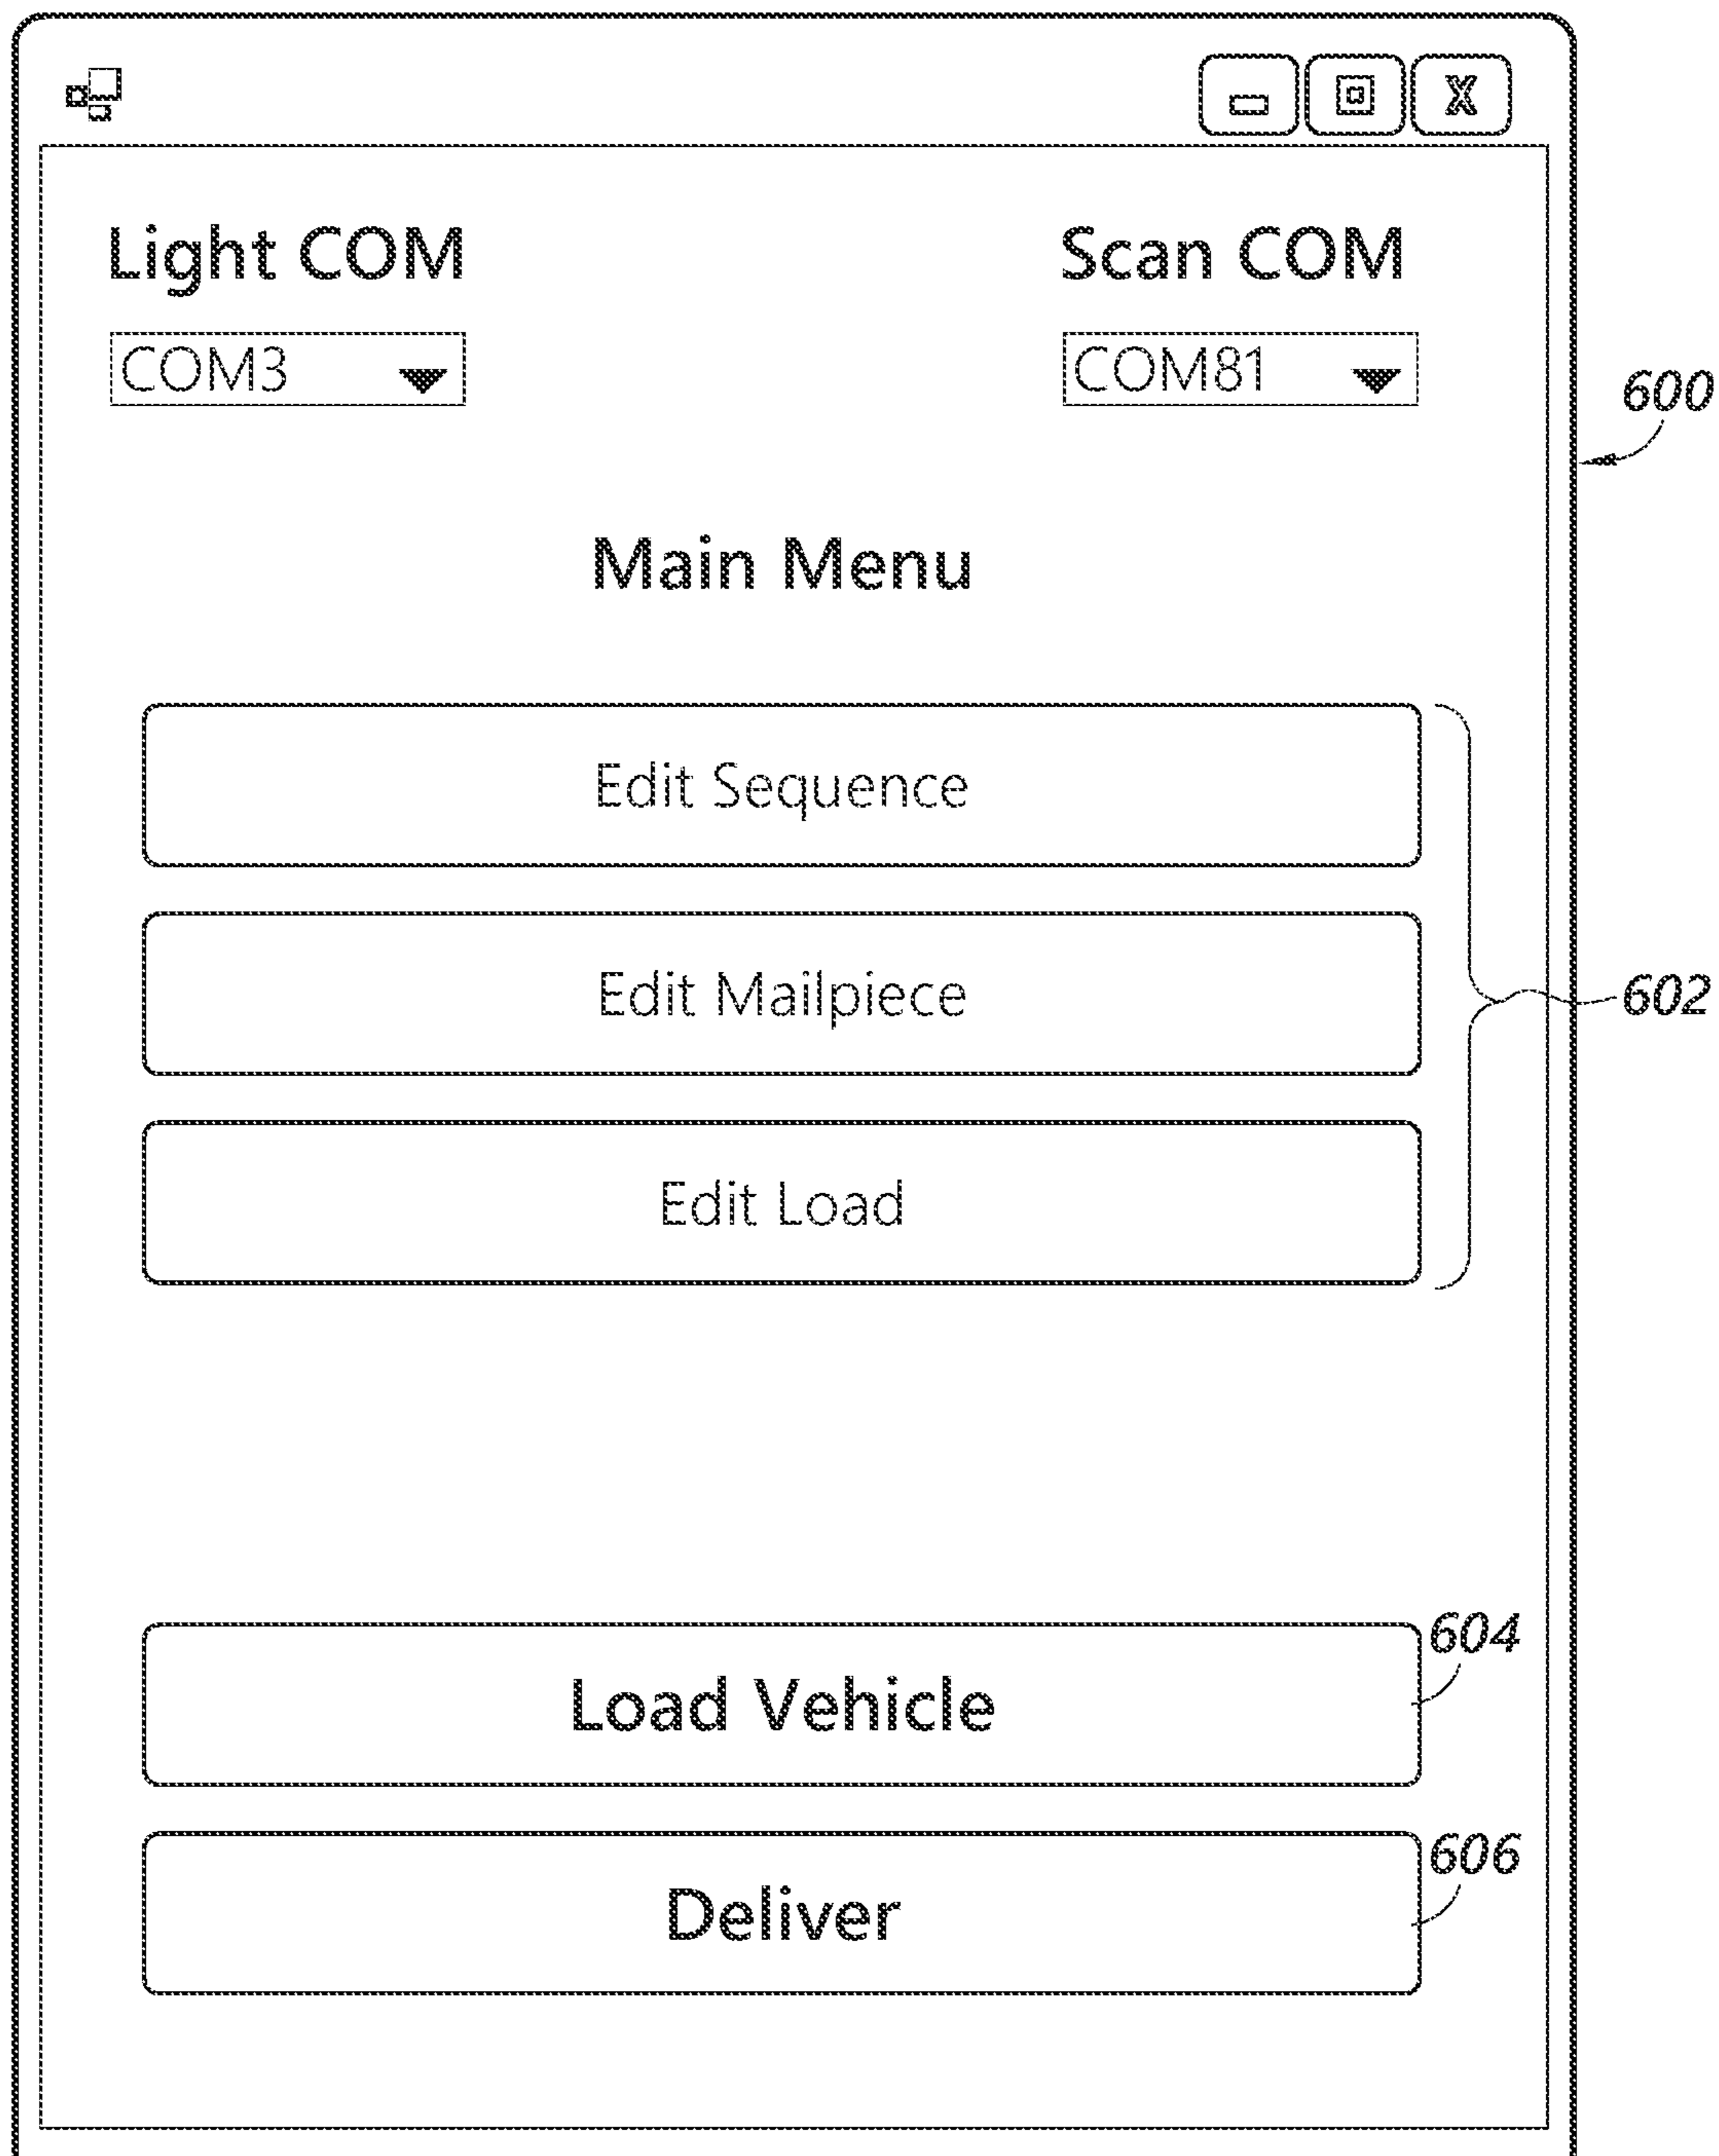 X
Light COM Scan COM
COM3 COM81
600
Main Menu
Edit Sequence
Edit Mailpiece
602
Edit Load
604
Load Vehicle
606
Deliver